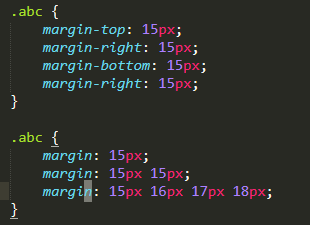 .abc {
margin-top: 15px;
margin-right: 15px;
margin-bottom: 15px;
margin-right: 15px;
}
.abc {
margin: 15px;
margin: 15px 15px;
margin: 15px 16px 17px 18px;
}